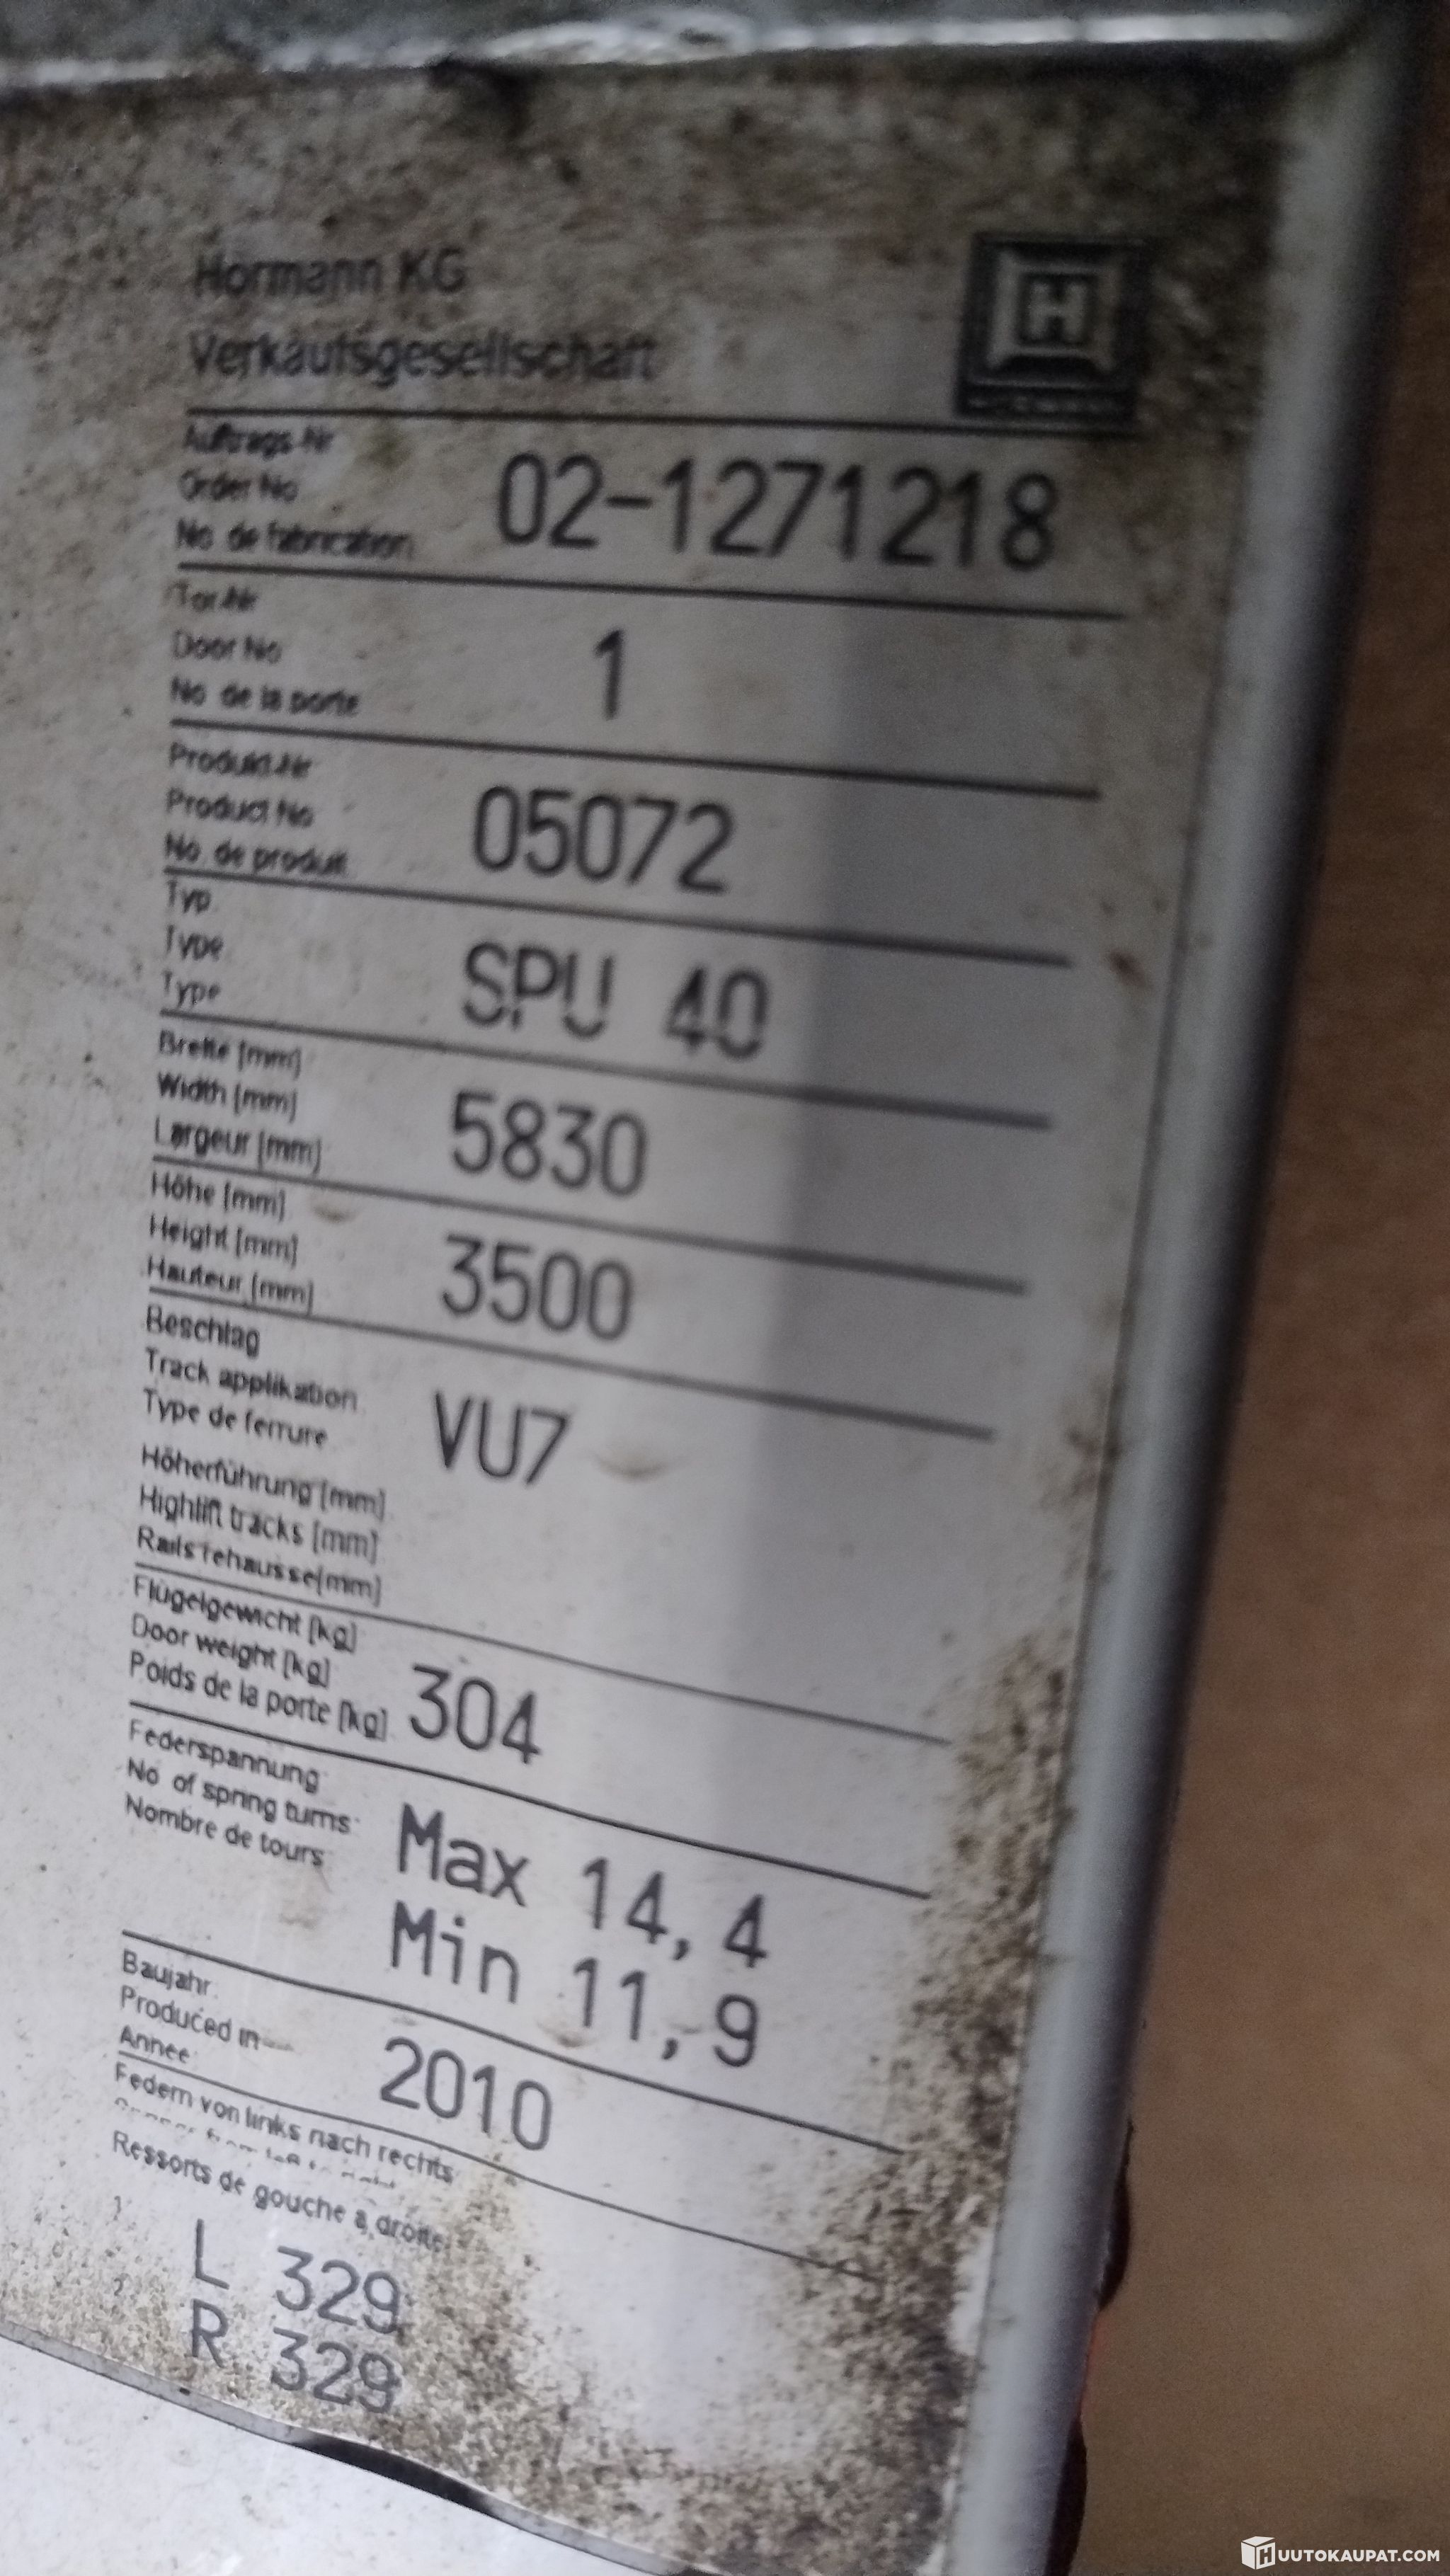 Hörmann KG
Verkaufsgesellschaft
Auftrags-Nr
Order No
No de fabrication
02-1271218
Tor-Nr
Door No
No de la porte
1
Produkt-Nr
Product No
No de produit
05072
Typ
Type
Type
SPU 40
Breite [mm]
Width [mm]
Largeur [mm]
5830
Höhe [mm]
Height [mm]
Hauteur [mm]
3500
Beschlag
Track applikation
Type de ferrure
VU7
Höherführung [mm]
Highlift tracks [mm]
Rails rehausse[mm]
Flügelgewicht [kg]
Door weight [kg]
Poids de la porte [kg]
304
Federspannung
No of spring turns
Nombre de tours
Max 14,4
Min 11,9
Baujahr
Produced in
Annee
2010
Federn von links nach rechts
Ressorts de gouche a droite
L 329
R 329
HUUTOKAUPAT.COM